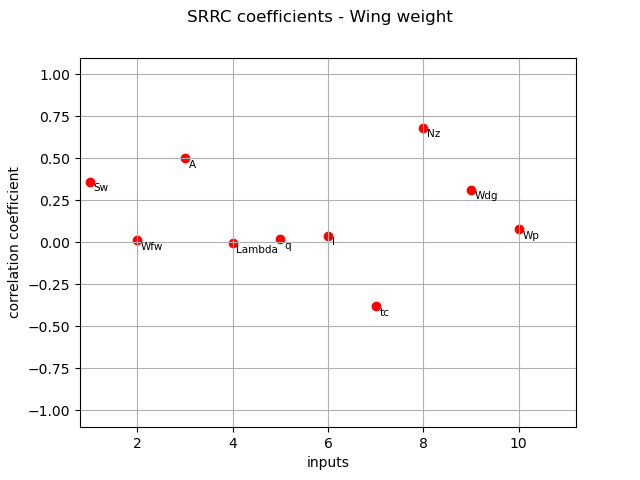 SRRC coefficients - Wing weight
correlation coefficient
1.00
0.75
0.50
0.25
0.00
−0.25
−0.50
−0.75
−1.00
Sw
Wfw
A
Lambda
q
l
tc
Nz
Wdg
Wp
2
4
6
8
10
inputs